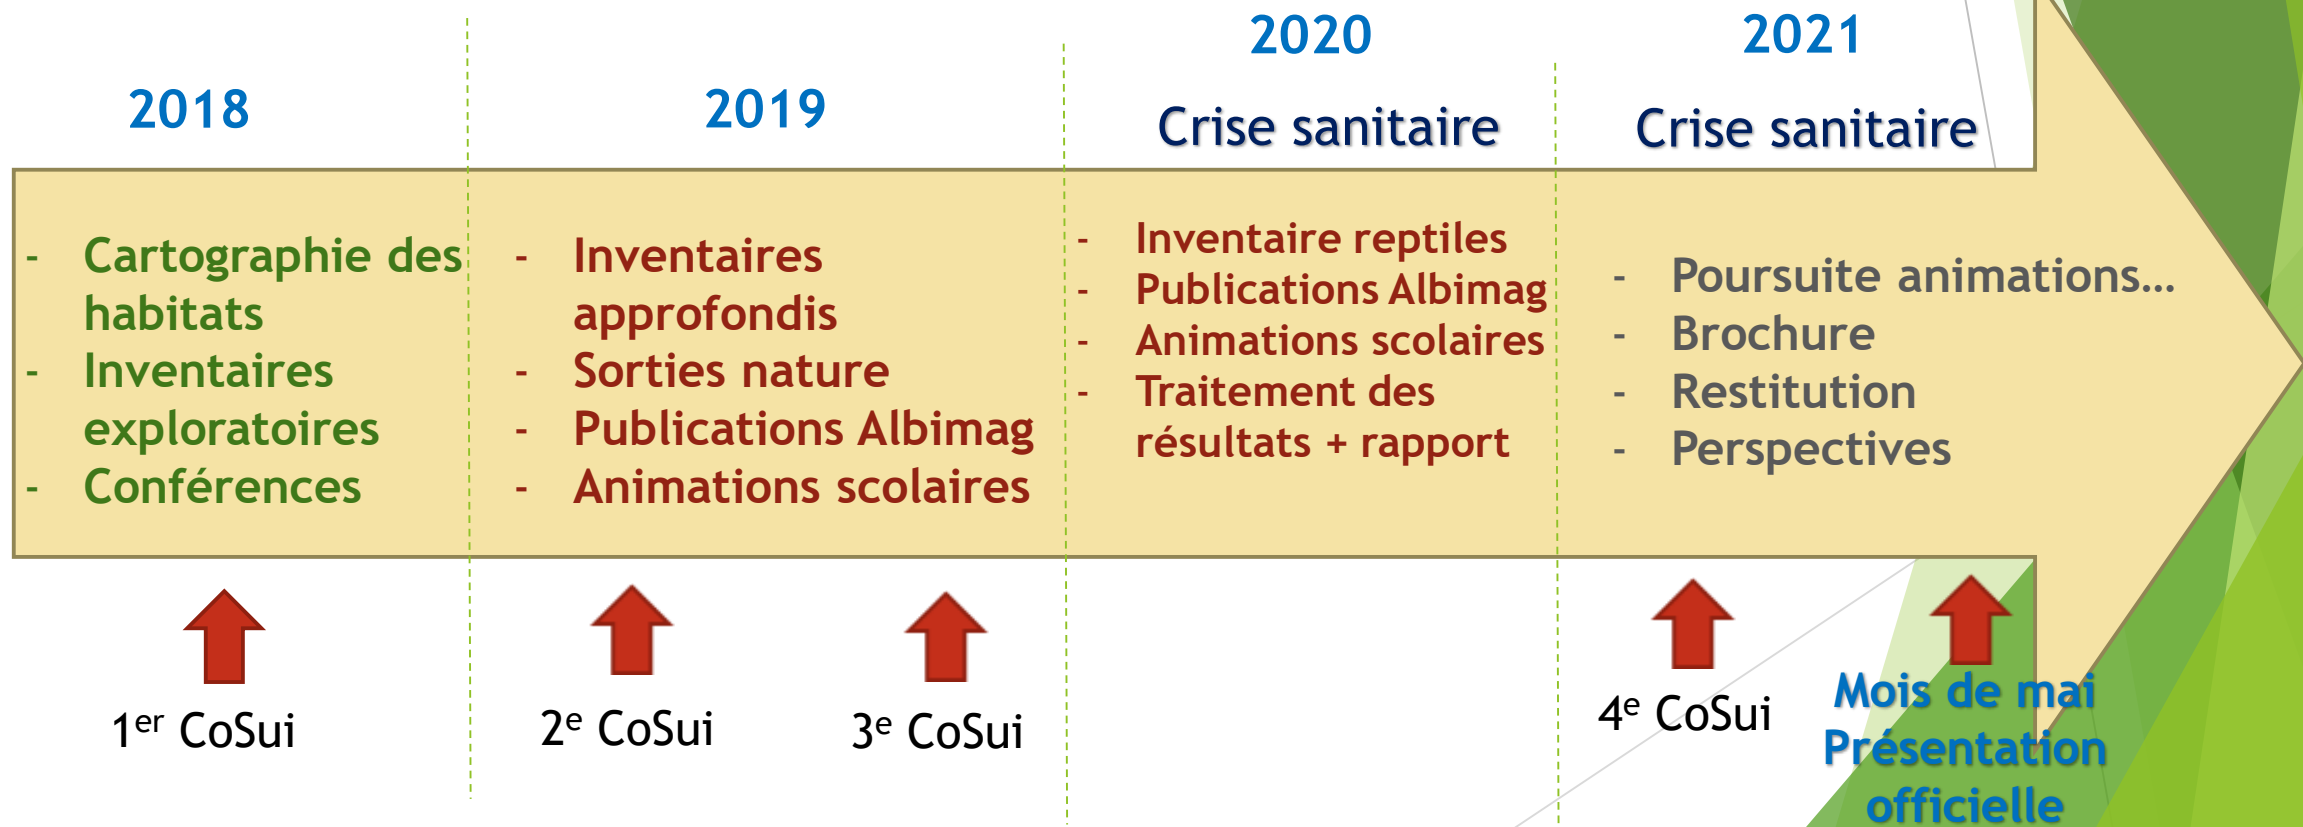 2018
- Cartographie des
habitats
- Inventaires
exploratoires
- Conférences
1er CoSui
2019
- Inventaires
approfondis
- Sorties nature
- Publications Albimag
- Animations scolaires
2e CoSui
3e CoSui
2020
Crise sanitaire
- Inventaire reptiles
- Publications Albimag
- Animations scolaires
- Traitement des
résultats + rapport
2021
Crise sanitaire
- Poursuite animations…
- Brochure
- Restitution
- Perspectives
4e CoSui
Mois de mai
Présentation
officielle